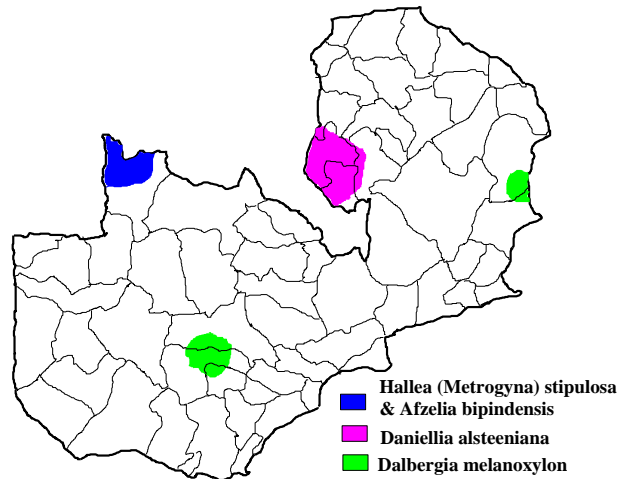 Hallea (Metrogyna) stipulosa
& Afzelia bipindensis
Daniellia alsteeniana
Dalbergia melanoxylon